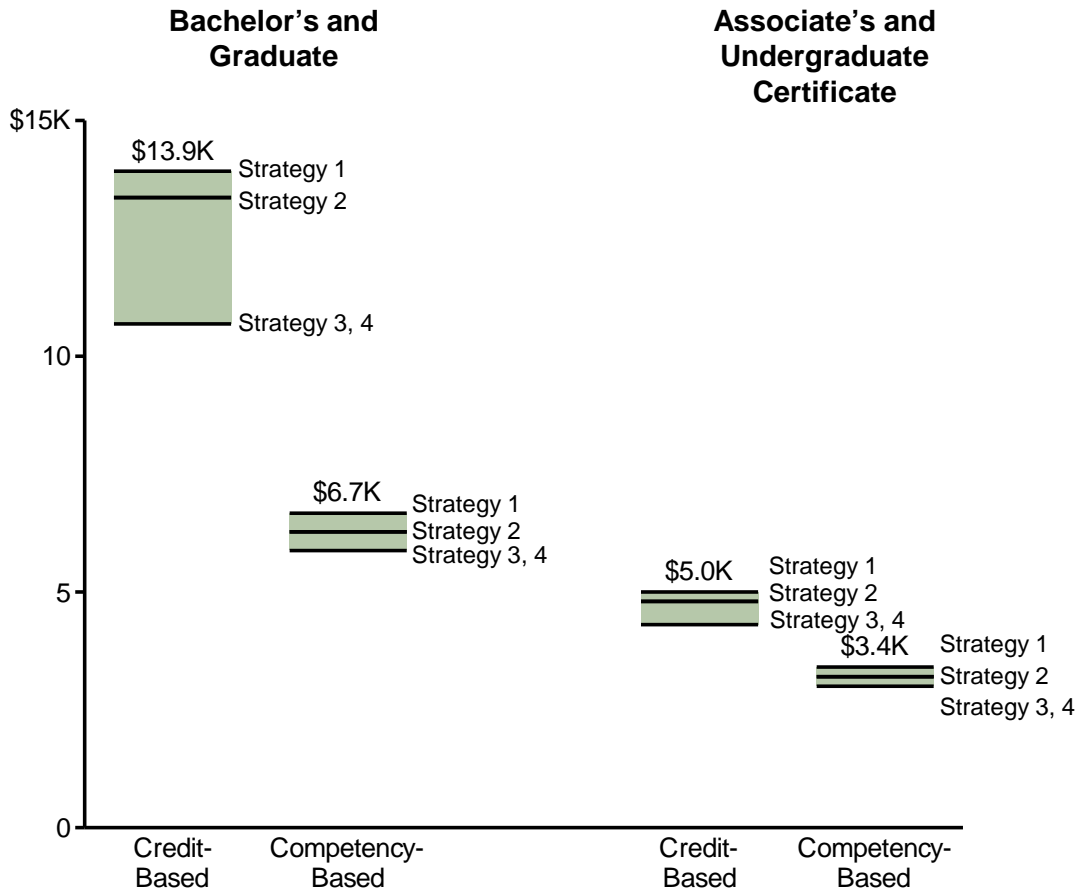 Bachelor’s and
Graduate
Associate’s and
Undergraduate
Certificate
$15K
$13.9K
Strategy 1
Strategy 2
Strategy 3, 4
10
$6.7K
Strategy 1
Strategy 2
Strategy 3, 4
5
$5.0K
Strategy 1
Strategy 2
Strategy 3, 4
$3.4K
Strategy 1
Strategy 2
Strategy 3, 4
0
Credit-
Based
Competency-
Based
Credit-
Based
Competency-
Based